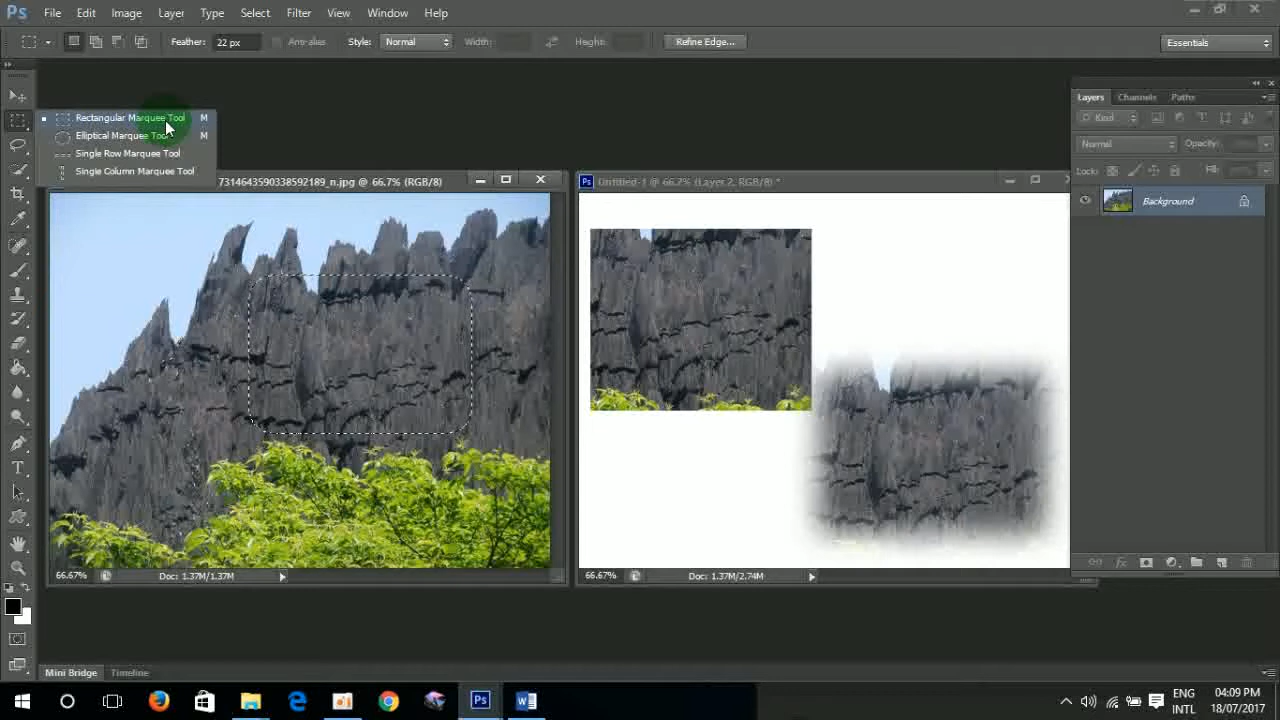 Ps File Edit Image Layer Type Select Filter View Window Help
Feather: 22 px Anti-alias Style: Normal Width: Height: Refine Edge... Essentials
Rectangular Marquee Tool M
Elliptical Marquee Tool M
Single Row Marquee Tool
Single Column Marquee Tool
7314643590338592189_n.jpg @ 66.7% (RGB/8)
Ps Untitled-1 @ 66.7% (Layer 2, RGB/8) *
Layers Channels Paths
Kind
Normal Opacity:
Lock:
Background
66.67% Doc: 1.37M/1.37M
66.67% Doc: 1.37M/2.74M
Mini Bridge Timeline
ENG 04:09 PM
INTL 18/07/2017